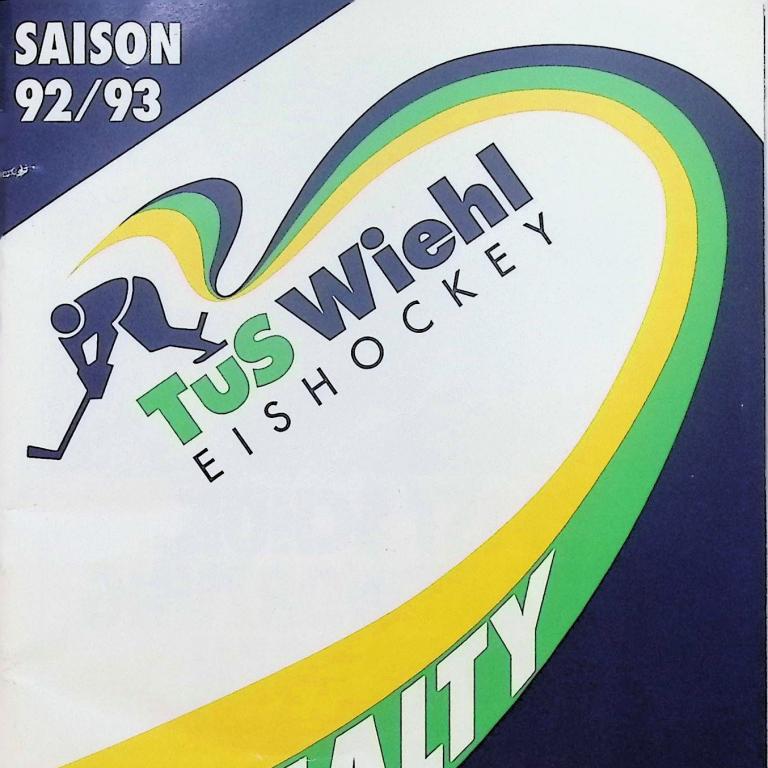 SAISON
92/93
TuS Wiehl
EISHOCKEY
ALTY